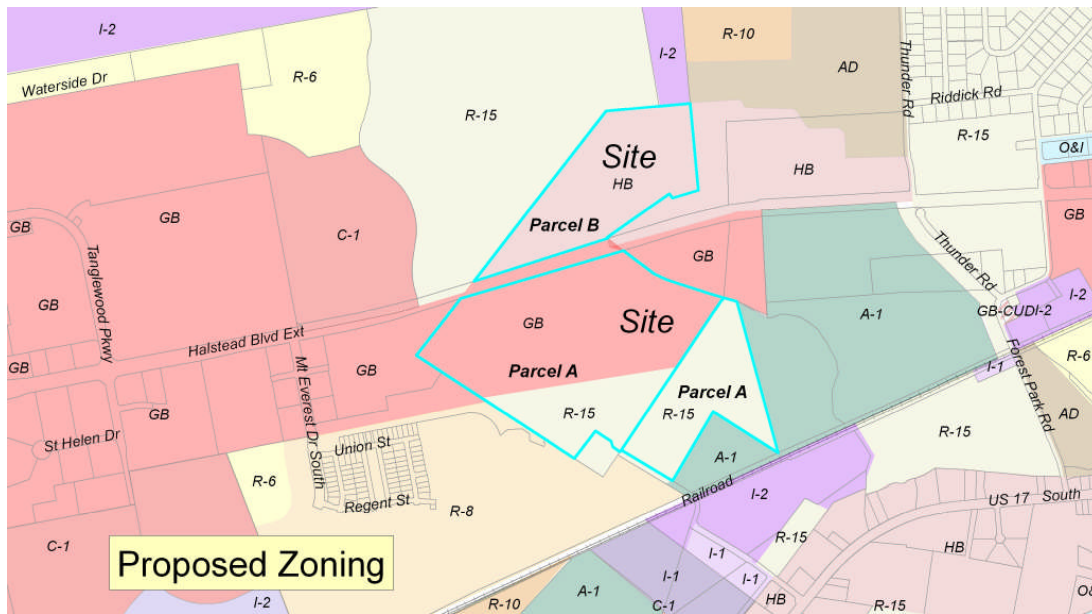 I-2
Waterside Dr
R-6
R-15
I-2
R-10
AD
Thunder Rd
Riddick Rd
R-15
O&I
Site
HB
HB
Parcel B
GB
GB
C-1
GB
GB
GB
Tanglewood Pkwy
Thunder Rd
Halstead Blvd Ext
GB
Site
A-1
GB-CUDI-2
GB
GB
Mt Everest Dr South
Parcel A
Parcel A
R-15
R-15
I-1
R-6
Forest Park Rd
AD
GB
St Helen Dr
Union St
Regent St
R-6
R-8
A-1
Railroad
I-2
R-15
US 17 South
C-1
Proposed Zoning
R-15
HB
I-1
I-1
I-1
A-1
I-2
R-10
C-1
HB
R-15